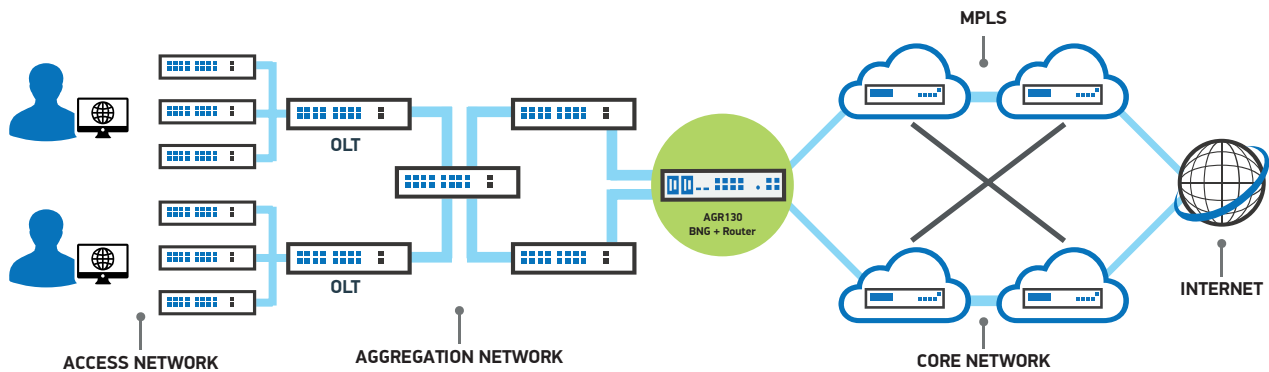 MPLS
OLT
AGR130
BNG + Router
OLT
INTERNET
ACCESS NETWORK
AGGREGATION NETWORK
CORE NETWORK